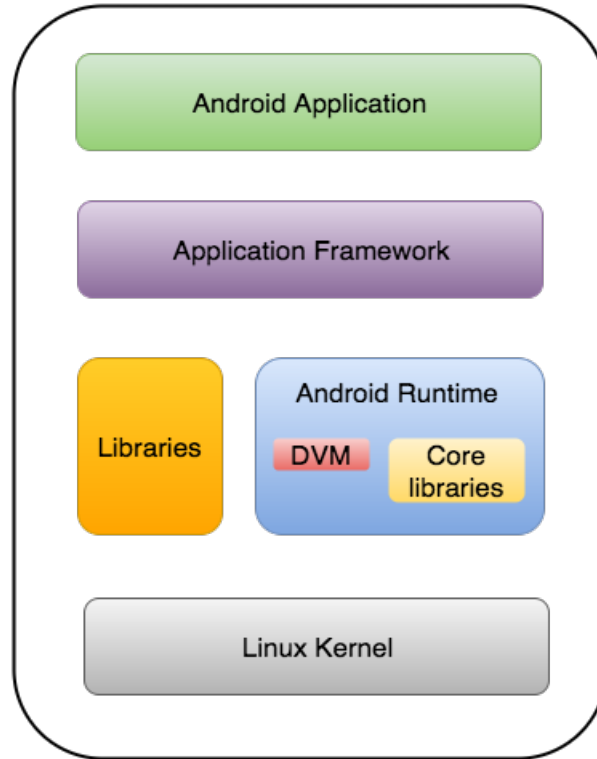 Android Application
Application Framework
Libraries
Android Runtime
DVM
Core
libraries
Linux Kernel